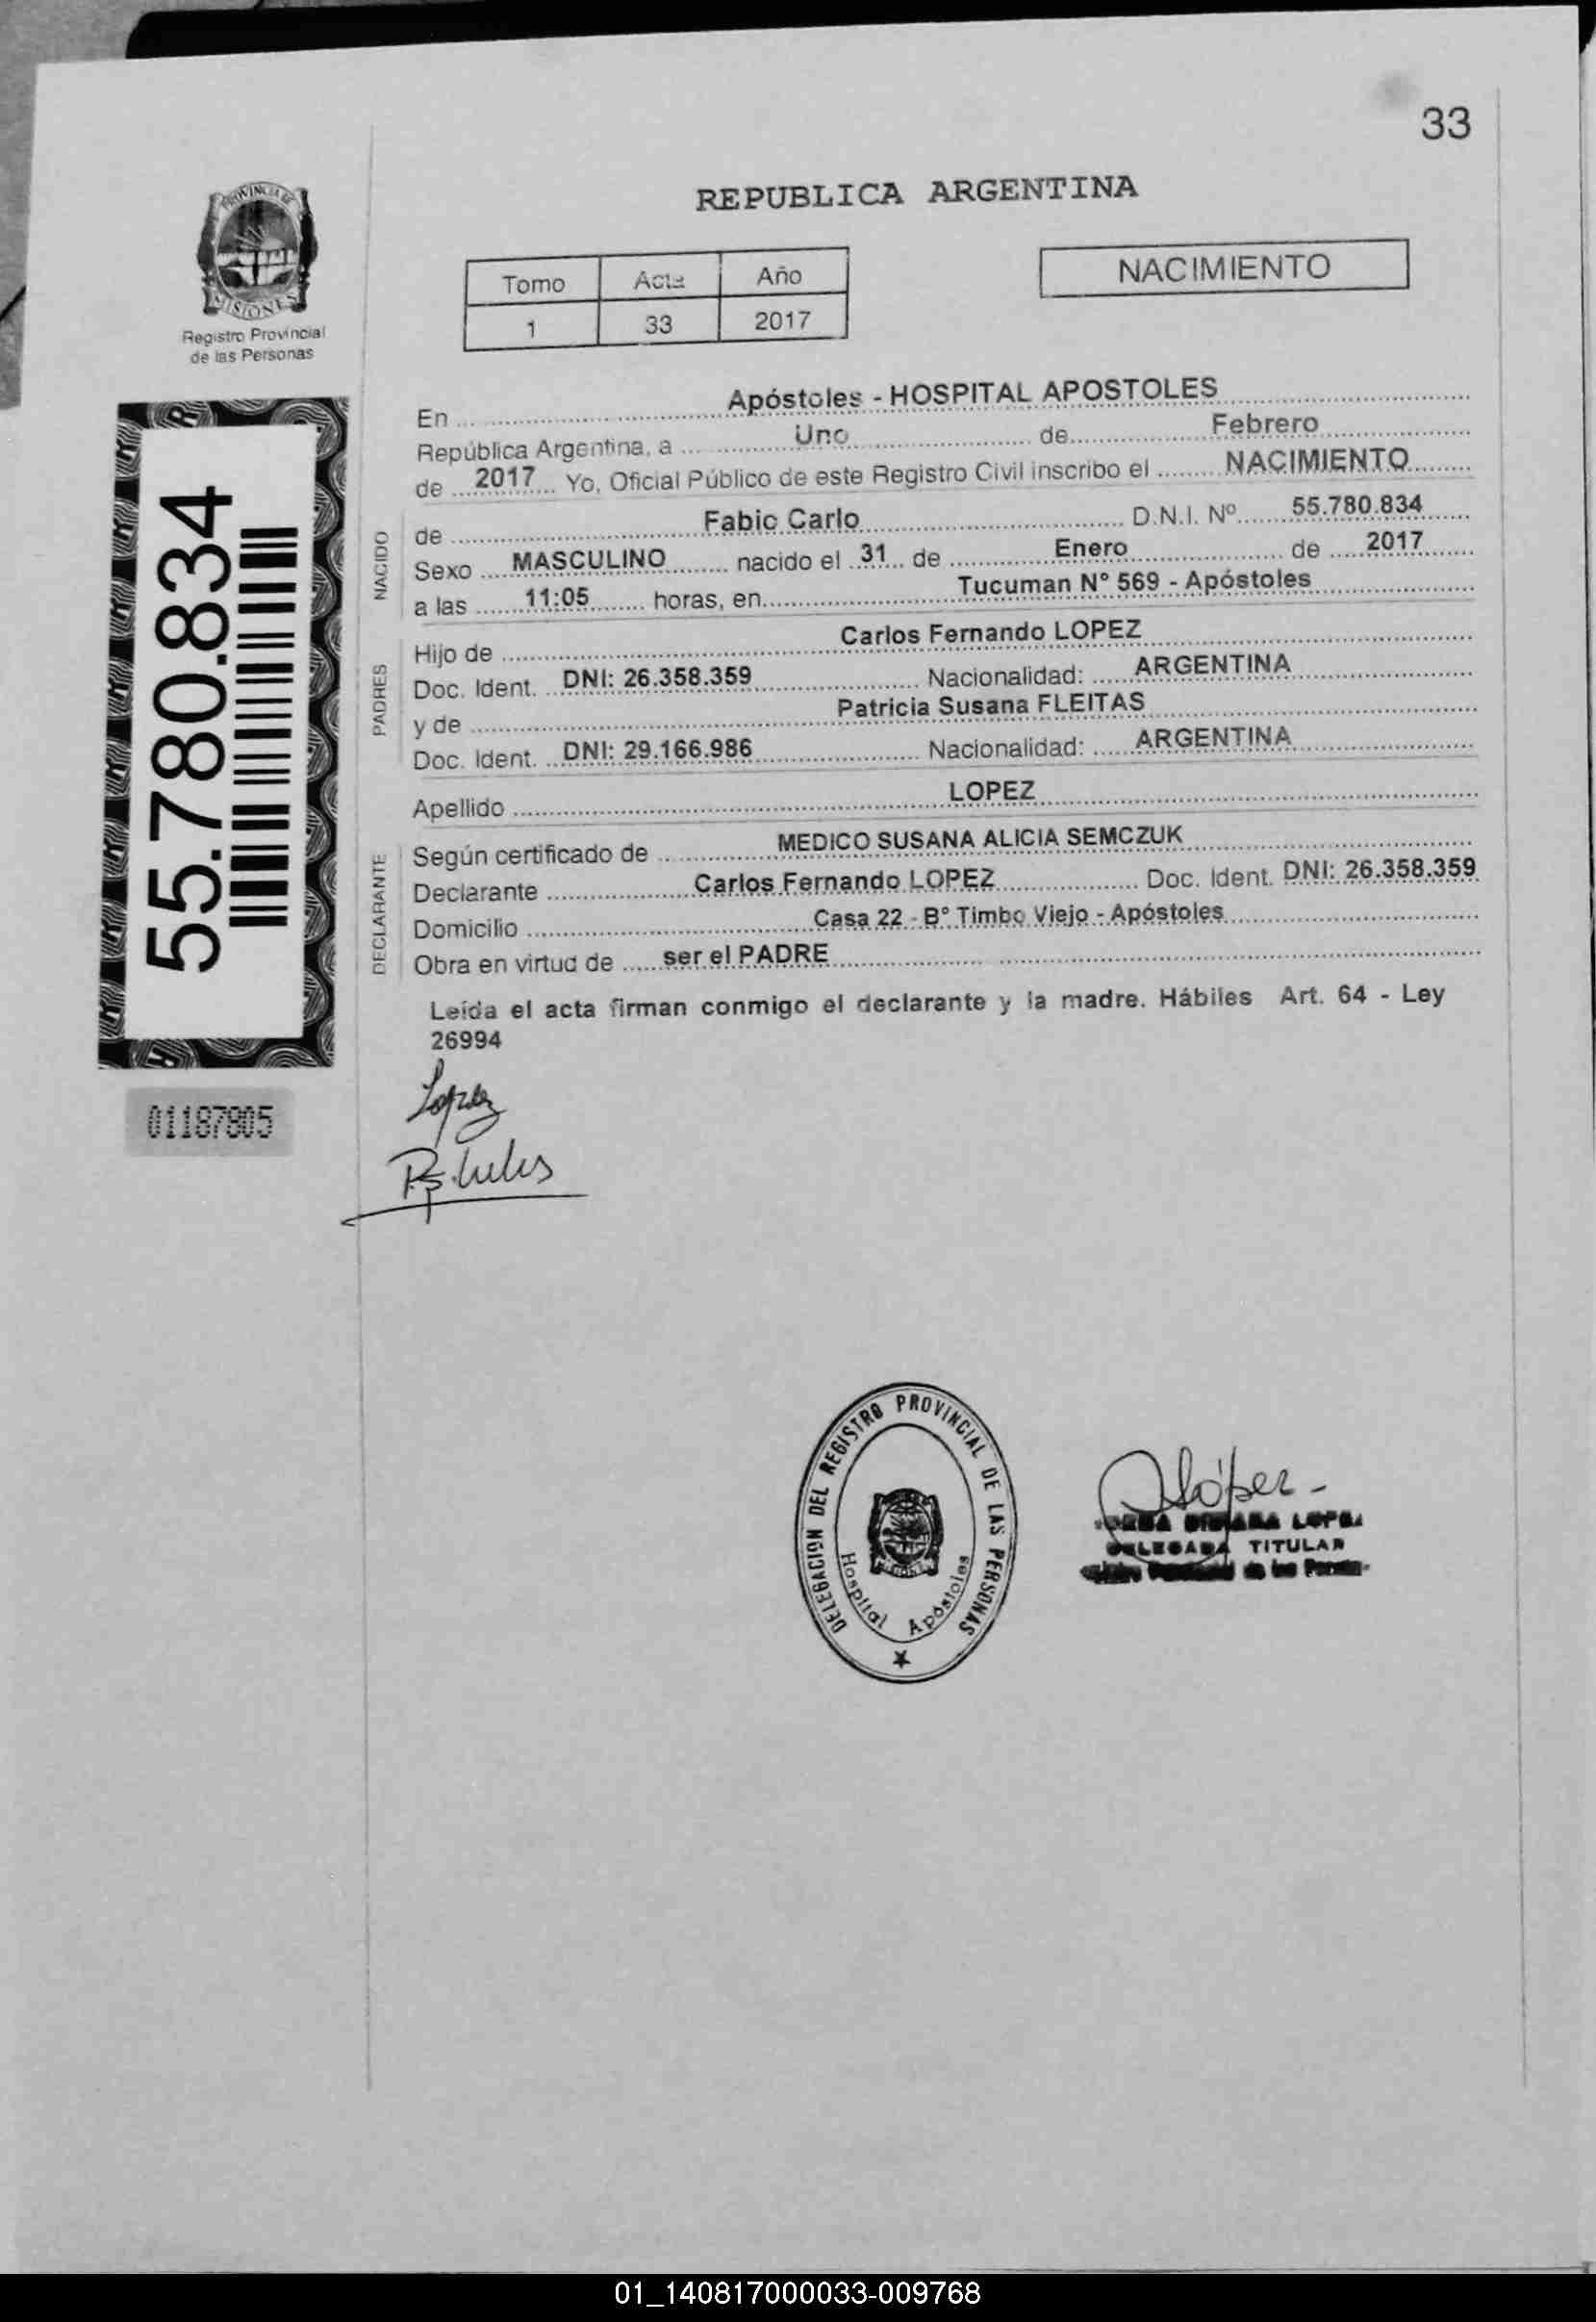 33
PROVINCIA DE
MISIONES
Registro Provincial
de las Personas
REPUBLICA ARGENTINA
Tomo Acta Año
1 33 2017
NACIMIENTO
55.780.834
01187905
En Apóstoles - HOSPITAL APOSTOLES
República Argentina, a Uno de Febrero
de 2017 Yo, Oficial Público de este Registro Civil inscribo el NACIMIENTO
NACIDO
de Fabio Carlo D.N.I. Nº 55.780.834
Sexo MASCULINO nacido el 31 de Enero de 2017
a las 11:05 horas, en Tucuman N° 569 - Apóstoles
PADRES
Hijo de Carlos Fernando LOPEZ
Doc. Ident. DNI: 26.358.359 Nacionalidad: ARGENTINA
y de Patricia Susana FLEITAS
Doc. Ident. DNI: 29.166.986 Nacionalidad: ARGENTINA
Apellido LOPEZ
DECLARANTE
Según certificado de MEDICO SUSANA ALICIA SEMCZUK
Declarante Carlos Fernando LOPEZ Doc. Ident. DNI: 26.358.359
Domicilio Casa 22 - B° Timbo Viejo - Apóstoles
Obra en virtud de ser el PADRE
Leída el acta firman conmigo el declarante y la madre. Hábiles Art. 64 - Ley
26994
Lopez
DELEGACION DEL REGISTRO PROVINCIAL DE LAS PERSONAS
Hospital Apóstoles
TITULAR
01_140817000033-009768